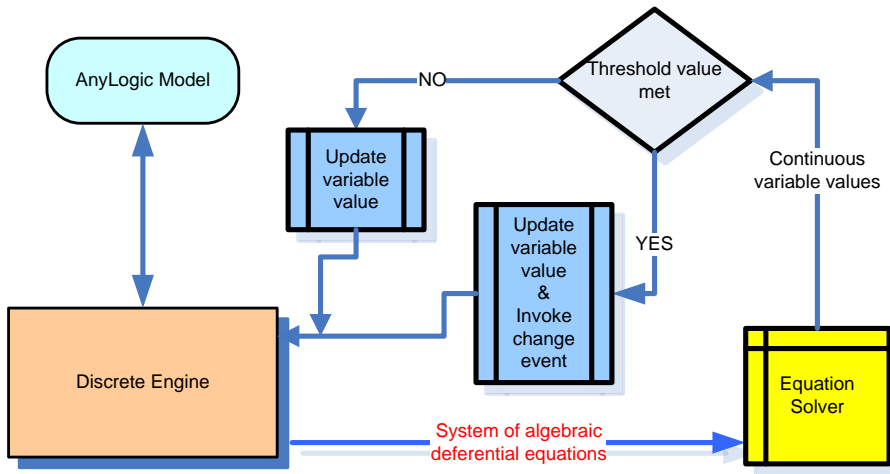 AnyLogic Model
NO
Threshold value
met
Update
variable
value
Continuous
variable values
Update
variable
value
&
Invoke
change
event
YES
Discrete Engine
Equation
Solver
System of algebraic
deferential equations